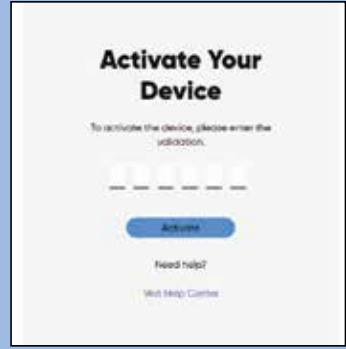 Activate Your
Device
To activate the device, please enter the
validation.
Activate
Need help?
Visit Help Center